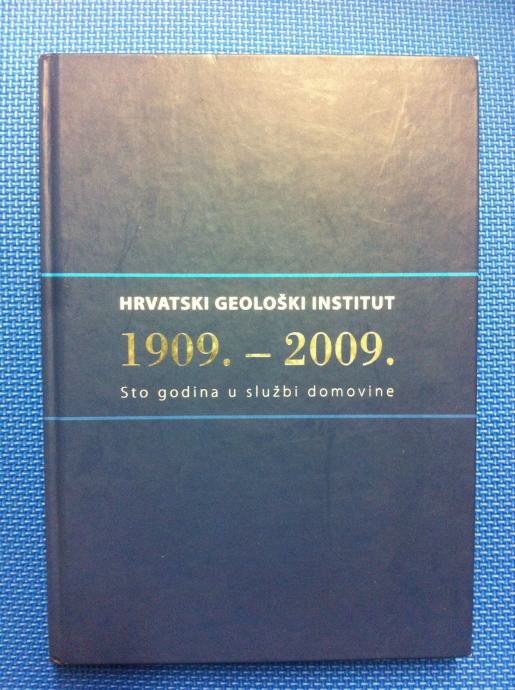 HRVATSKI GEOLOŠKI INSTITUT
1909. – 2009.
Sto godina u službi domovine